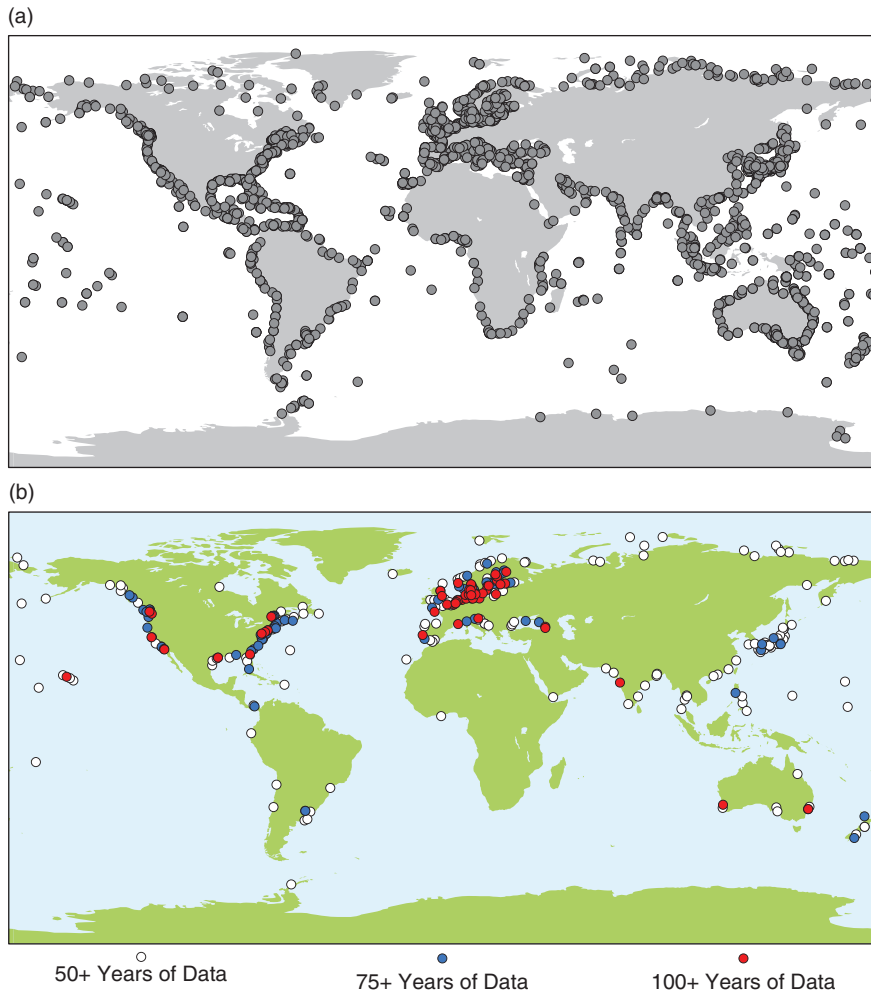 (a)
(b)
50+ Years of Data
75+ Years of Data
100+ Years of Data